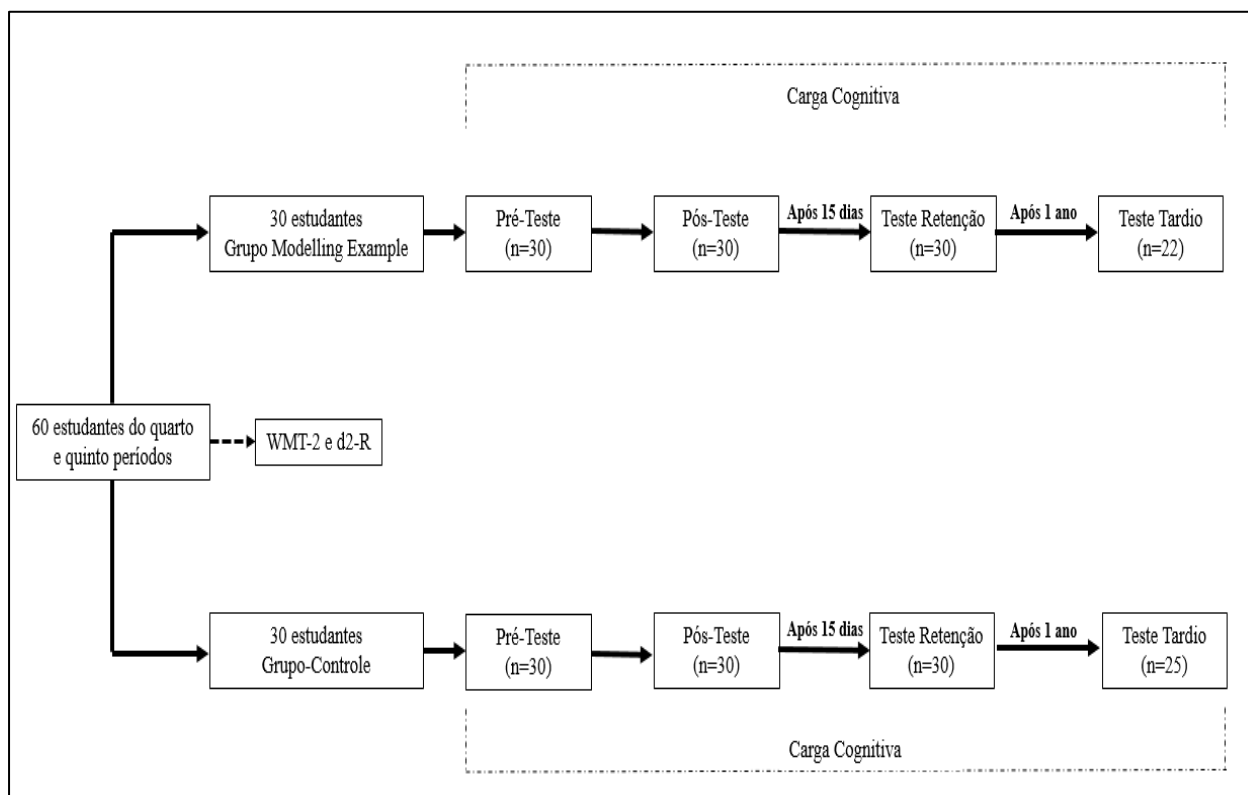 Carga Cognitiva
30 estudantes
Grupo Modelling Example
Pré-Teste
(n=30)
Pós-Teste
(n=30)
Após 15 dias
Teste Retenção
(n=30)
Após 1 ano
Teste Tardio
(n=22)
60 estudantes do quarto
e quinto períodos
WMT-2 e d2-R
30 estudantes
Grupo-Controle
Pré-Teste
(n=30)
Pós-Teste
(n=30)
Após 15 dias
Teste Retenção
(n=30)
Após 1 ano
Teste Tardio
(n=25)
Carga Cognitiva